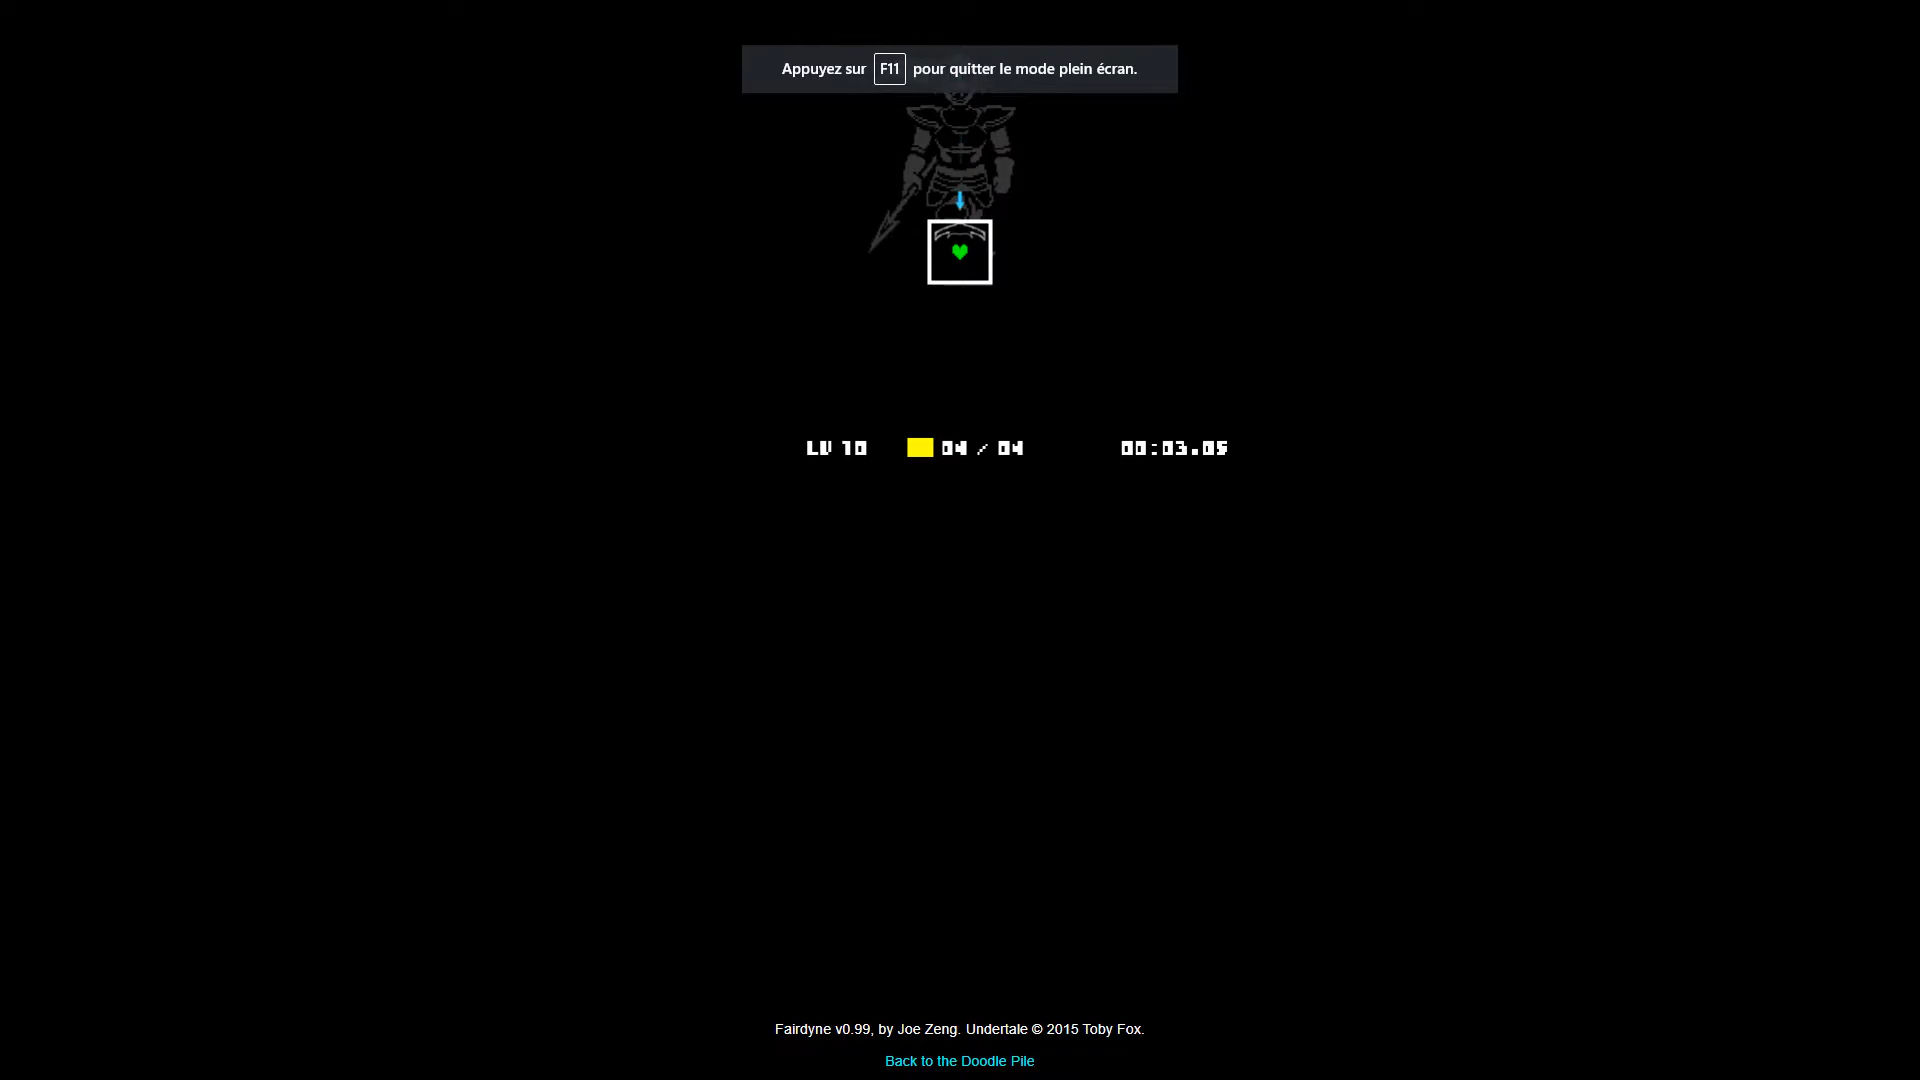 Appuyez sur F11 pour quitter le mode plein écran.
LV 10 04 / 04 00:03.05
Fairdyne v0.99, by Joe Zeng. Undertale © 2015 Toby Fox.
Back to the Doodle Pile